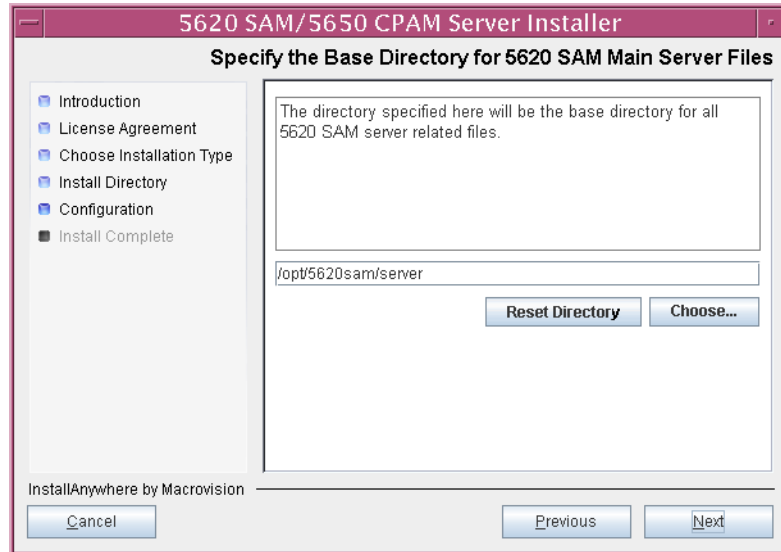 5620 SAM/5650 CPAM Server Installer
Specify the Base Directory for 5620 SAM Main Server Files
Introduction
License Agreement
Choose Installation Type
Install Directory
Configuration
Install Complete
The directory specified here will be the base directory for all
5620 SAM server related files.
/opt/5620sam/server
Reset Directory
Choose...
InstallAnywhere by Macrovision
Cancel
Previous
Next